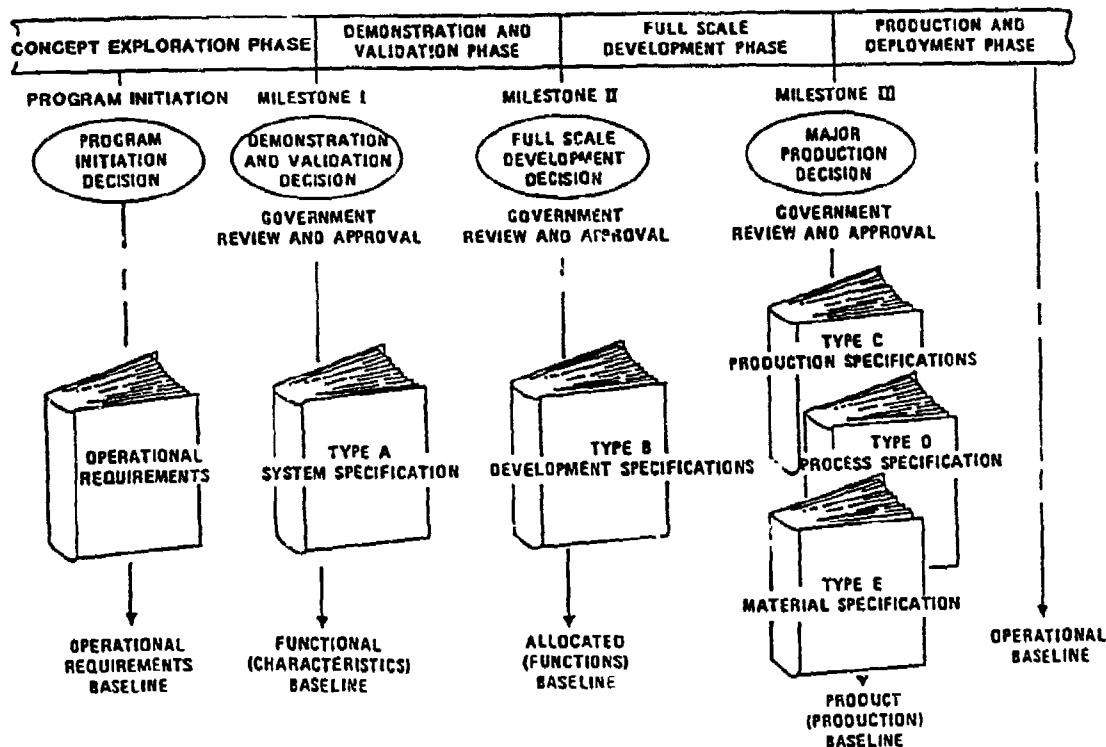 CONCEPT EXPLORATION PHASE
DEMONSTRATION AND
VALIDATION PHASE
FULL SCALE
DEVELOPMENT PHASE
PRODUCTION AND
DEPLOYMENT PHASE
PROGRAM INITIATION
MILESTONE I
MILESTONE II
MILESTONE III
PROGRAM
INITIATION
DECISION
DEMONSTRATION
AND VALIDATION
DECISION
FULL SCALE
DEVELOPMENT
DECISION
MAJOR
PRODUCTION
DECISION
GOVERNMENT
REVIEW AND APPROVAL
GOVERNMENT
REVIEW AND APPROVAL
GOVERNMENT
REVIEW AND APPROVAL
OPERATIONAL
REQUIREMENTS
TYPE A
SYSTEM SPECIFICATION
TYPE B
DEVELOPMENT SPECIFICATIONS
TYPE C
PRODUCTION SPECIFICATIONS
TYPE D
PROCESS SPECIFICATION
TYPE E
MATERIAL SPECIFICATION
OPERATIONAL
REQUIREMENTS
BASELINE
FUNCTIONAL
(CHARACTERISTICS)
BASELINE
ALLOCATED
(FUNCTIONS)
BASELINE
PRODUCT
(PRODUCTION)
BASELINE
OPERATIONAL
BASELINE